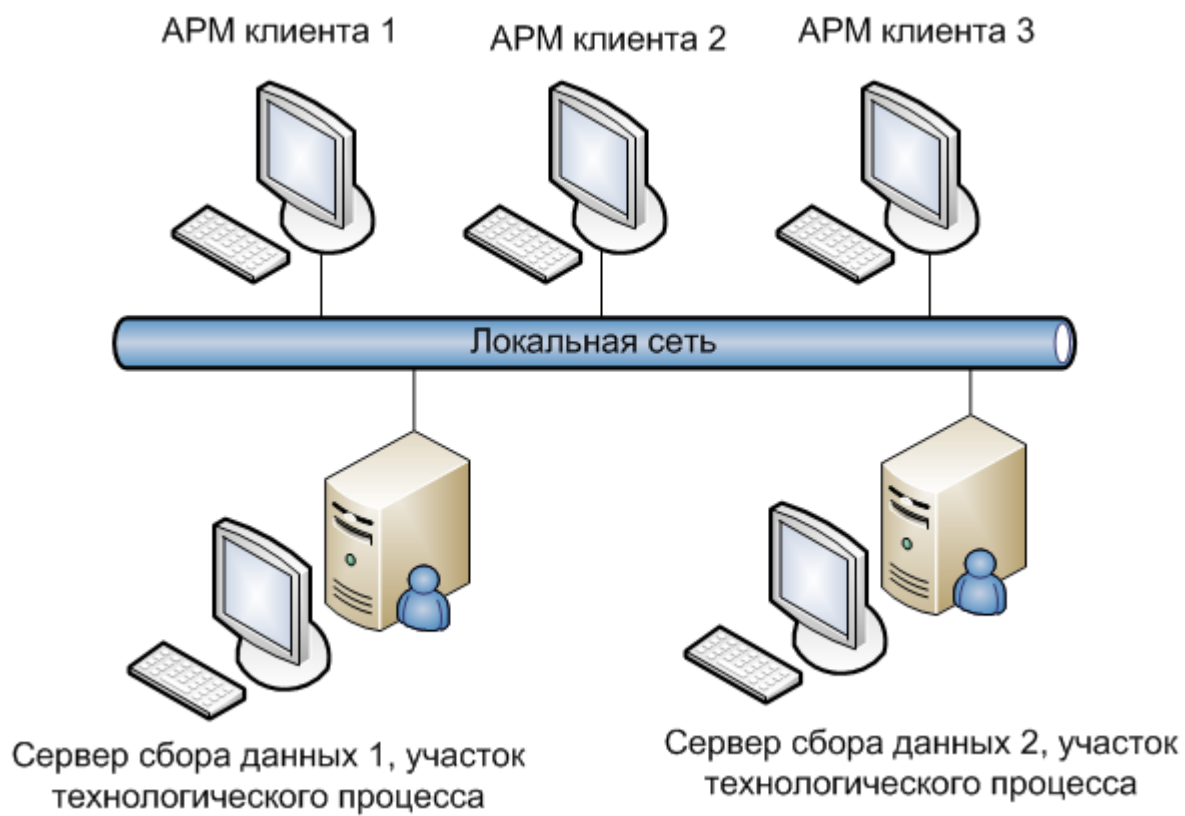 АРМ клиента 1
АРМ клиента 2
АРМ клиента 3
Локальная сеть
Сервер сбора данных 1, участок
технологического процесса
Сервер сбора данных 2, участок
технологического процесса